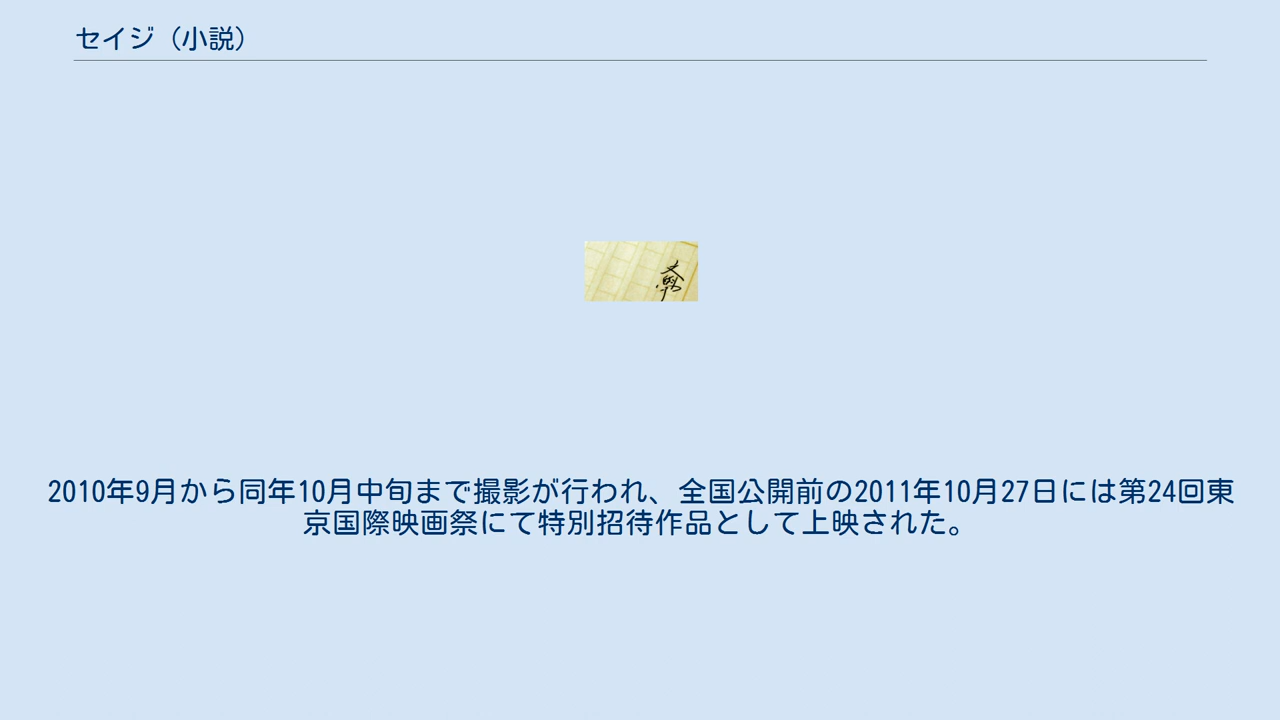 セイジ（小説）
2010年9月から同年10月中旬まで撮影が行われ、全国公開前の2011年10月27日には第24回東
京国際映画祭にて特別招待作品として上映された。